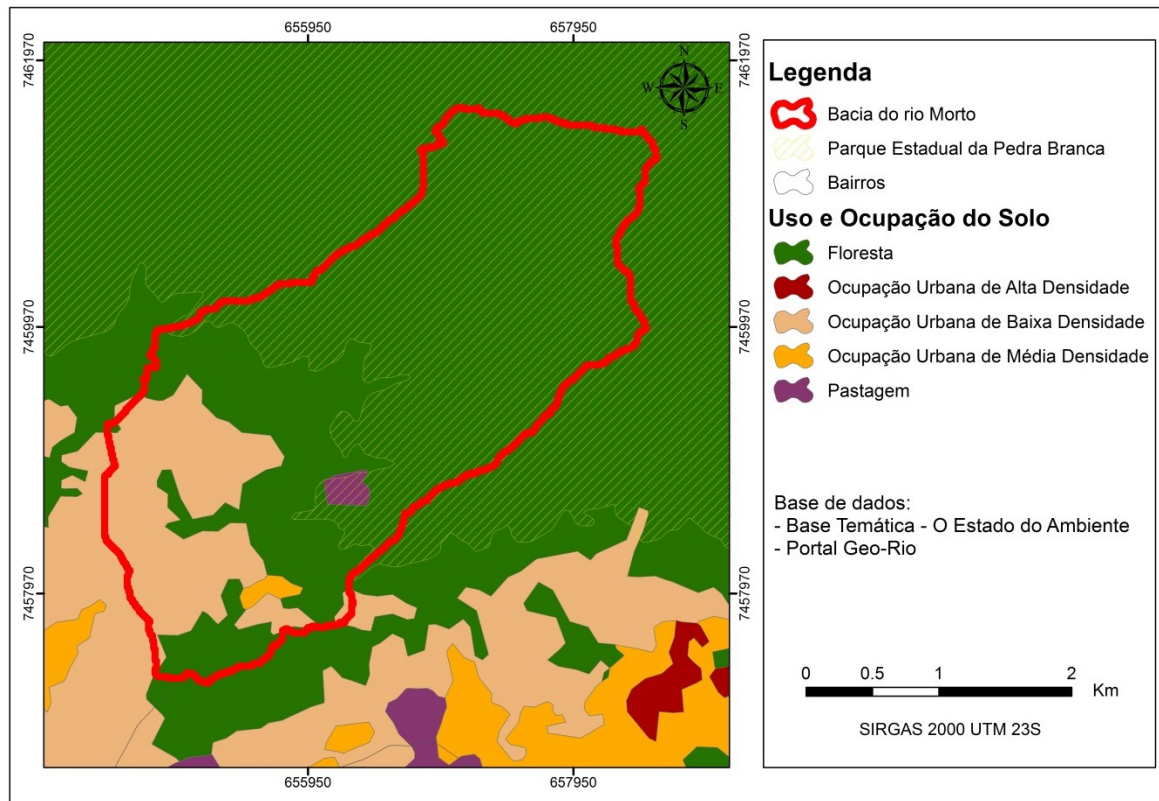 655950
657950
7461970
7461970
N
W
E
S
7459970
7459970
7457970
7457970
655950
657950
Legenda
Bacia do rio Morto
Parque Estadual da Pedra Branca
Bairros
Uso e Ocupação do Solo
Floresta
Ocupação Urbana de Alta Densidade
Ocupação Urbana de Baixa Densidade
Ocupação Urbana de Média Densidade
Pastagem
Base de dados:
- Base Temática - O Estado do Ambiente
- Portal Geo-Rio
0 0.5 1 2
Km
SIRGAS 2000 UTM 23S